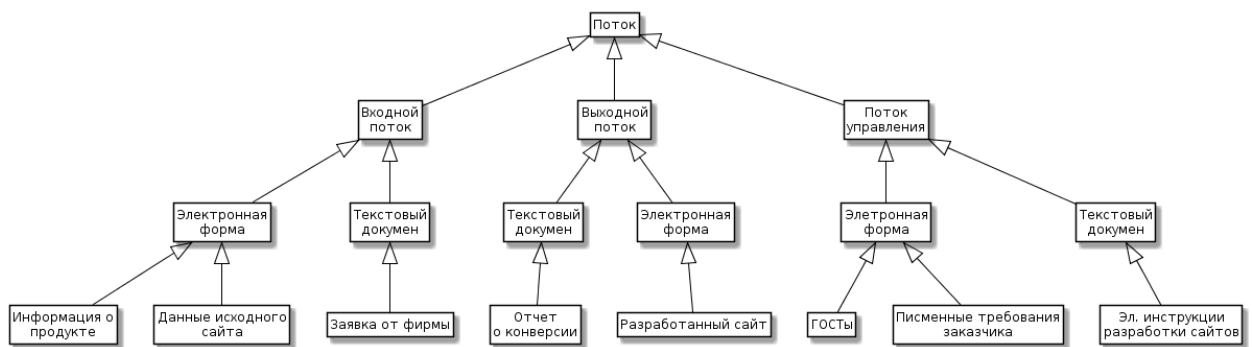 Поток
Входной
поток
Выходной
поток
Поток
управления
Электронная
форма
Текстовый
докумен
Текстовый
докумен
Электронная
форма
Элетронная
форма
Текстовый
докумен
Информация о
продукте
Данные исходного
сайта
Заявка от фирмы
Отчет
о конверсии
Разработанный сайт
ГОСТы
Писменные требования
заказчика
Эл. инструкции
разработки сайтов